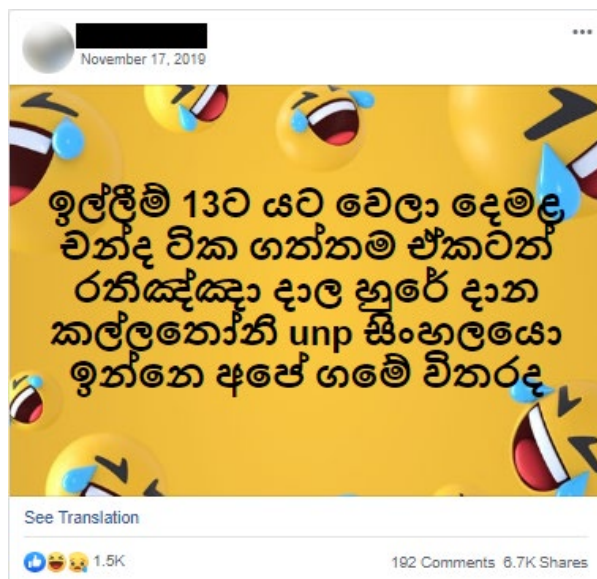 November 17, 2019
ඉල්ලීම් 13ට යට වෙලා දෙමළ
චන්ද ටික ගත්තම ඒකටත්
රතිඤ්ඤා දාල හුරේ දාන
කල්ලතෝනි unp සිංහලයො
ඉන්නෙ අපේ ගමේ විතරද
See Translation
1.5K
192 Comments 6.7K Shares